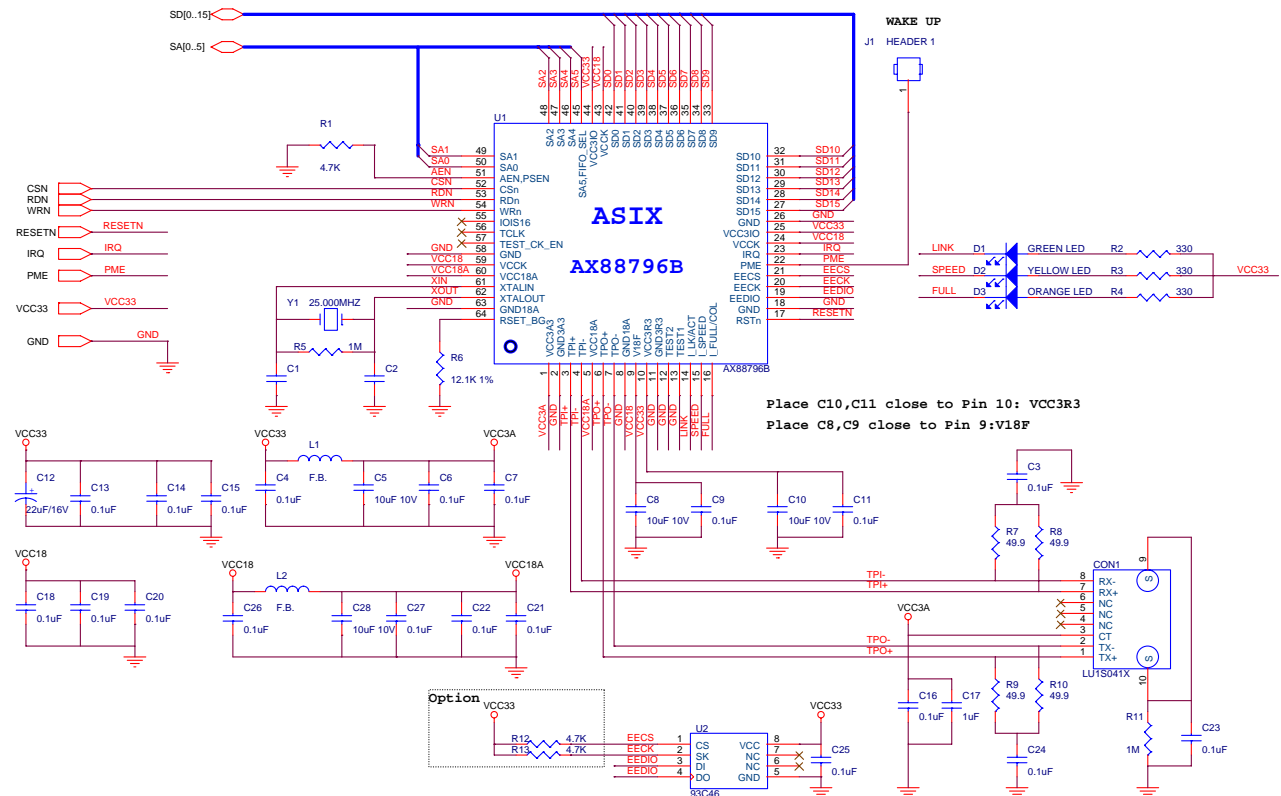 SD[0..15]
SA[0..5]
WAKE UP
J1 HEADER 1
1
SA2
SA3
SA4
SA5
VCC33
VCC18
SD0
SD1
SD2
SD3
SD4
SD5
SD6
SD7
SD8
SD9
48
47
46
45
44
43
42
41
40
39
38
37
36
35
34
33
U1
SA2
SA3
SA4
SA5,FIFO_SEL
VCC3IO
VCCK
SD0
SD1
SD2
SD3
SD4
SD5
SD6
SD7
SD8
SD9
R1
4.7K
SA1 49 SA1
SA0 50 SA0
AEN 51 AEN,PSEN
CSN CSN 52 CSn
RDN RDN 53 RDn
WRN WRN 54 WRn
55 IOIS16
56 TCLK
57 TEST_CK_EN
GND 58 GND
VCC18 59 VCCK
VCC18A 60 VCC18A
XIN 61 XTALIN
XOUT 62 XTALOUT
GND 63 GND18A
64 RSET_BG
RESETN RESETN
IRQ IRQ
PME PME
VCC33 VCC33
GND GND
ASIX
AX88796B
SD10 32 SD10
SD11 31 SD11
SD12 30 SD12
SD13 29 SD13
SD14 28 SD14
SD15 27 SD15
GND 26 GND
VCC3IO 25 VCC33
VCCK 24 VCC18
IRQ 23 IRQ
PME 22 PME
EECS 21 EECS
EECK 20 EECK
EEDIO 19 EEDIO
GND 18 GND
RSTn 17 RESETN
LINK D1 GREEN LED R2 330
SPEED D2 YELLOW LED R3 330 VCC33
FULL D3 ORANGE LED R4 330
Y1 25.000MHZ
R5 1M
C1
C2
R6
12.1K 1%
VCC3A3
GND3A3
TPI+
TPI-
VCC18A
TPO+
TPO-
GND18A
V18F
VCC3R3
GND3R3
TEST2
TEST1
I_LK/ACT
I_SPEED
I_FULL/COL
AX88796B
1
2
3
4
5
6
7
8
9
10
11
12
13
14
15
16
VCC3A
GND
TPI+
TPI-
VCC18A
TPO+
TPO-
GND
VCC18
VCC33
GND
GND
GND
LINK
SPEED
FULL
Place C10,C11 close to Pin 10: VCC3R3
Place C8,C9 close to Pin 9:V18F
VCC33
C12
22uF/16V
+
C13
0.1uF
C14
0.1uF
C15
0.1uF
VCC33
L1
F.B.
VCC3A
C4
0.1uF
C5
10uF 10V
C6
0.1uF
C7
0.1uF
C8
10uF 10V
C9
0.1uF
C10
10uF 10V
C11
0.1uF
C3
0.1uF
R7
49.9
R8
49.9
VCC18
C18
0.1uF
C19
0.1uF
C20
0.1uF
VCC18
L2
F.B.
VCC18A
C26
0.1uF
C28
10uF 10V
C27
0.1uF
C22
0.1uF
C21
0.1uF
CON1
TPI- 8 RX-
TPI+ 7 RX+
6 NC
5 NC
4 NC
3 CT
TPO- 2 TX-
TPO+ 1 TX+
9
S
S
10
LU1S041X
VCC3A
C16
0.1uF
C17
1uF
R9
49.9
R10
49.9
C24
0.1uF
R11
1M
C23
0.1uF
Option
VCC33
R12 4.7K
R13 4.7K
U2
EECS 1 CS
EECK 2 SK
EEDIO 3 DI
EEDIO 4 DO
VCC 8
NC 7
NC 6
GND 5
93C46
VCC33
C25
0.1uF